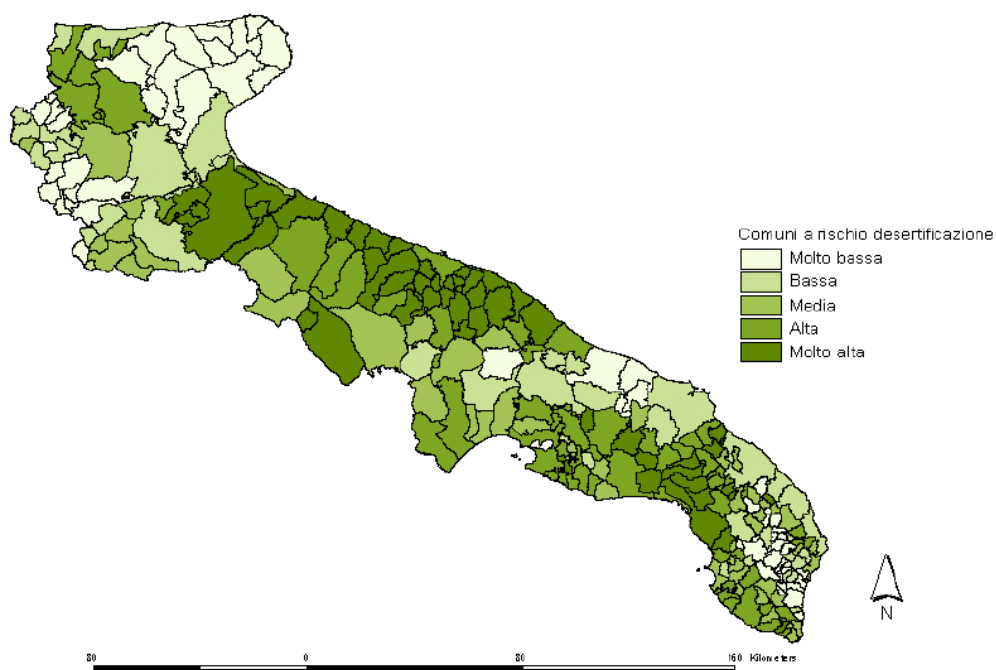 Comuni a rischio desertificazione
Molto bassa
Bassa
Media
Alta
Molto alta
N
80 0 80 160 Kilometers